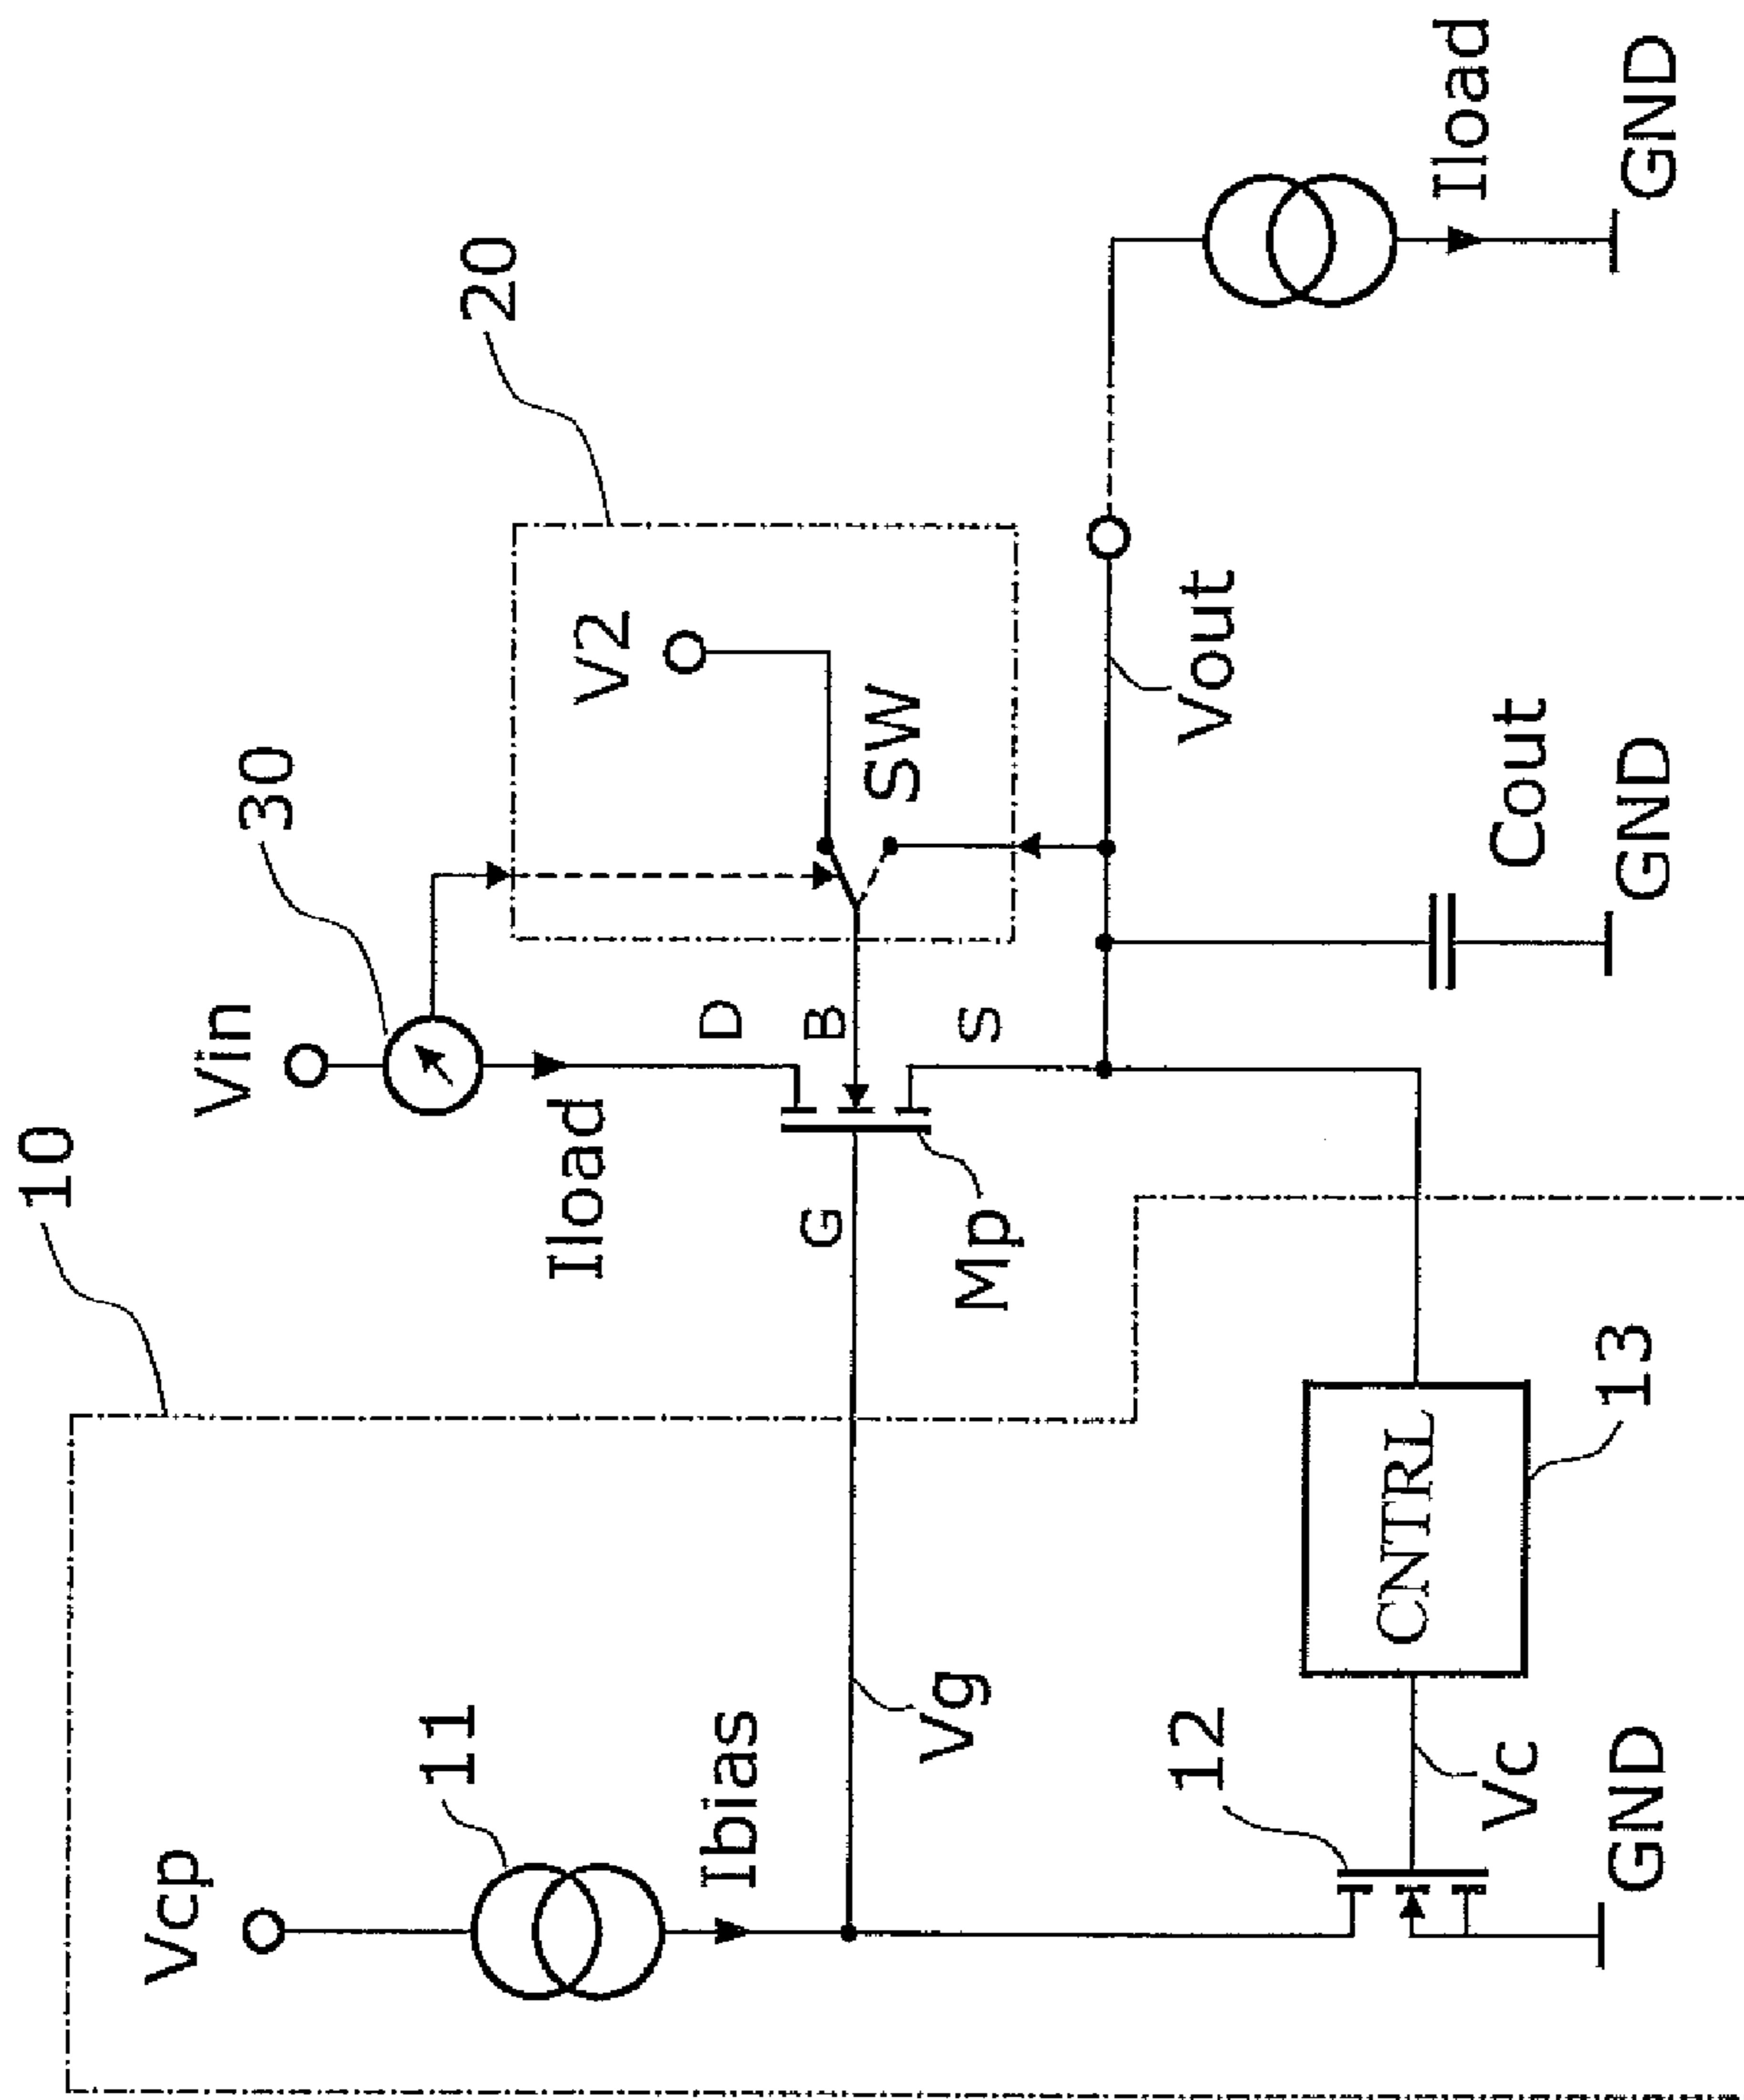 10
Vcp
11
Ibias
Vg
12
Vc
GND
CNTRL
13
Vin
30
Iload
G
D
B
S
Mp
20
V2
SW
Vout
Cout
GND
Iload
GND